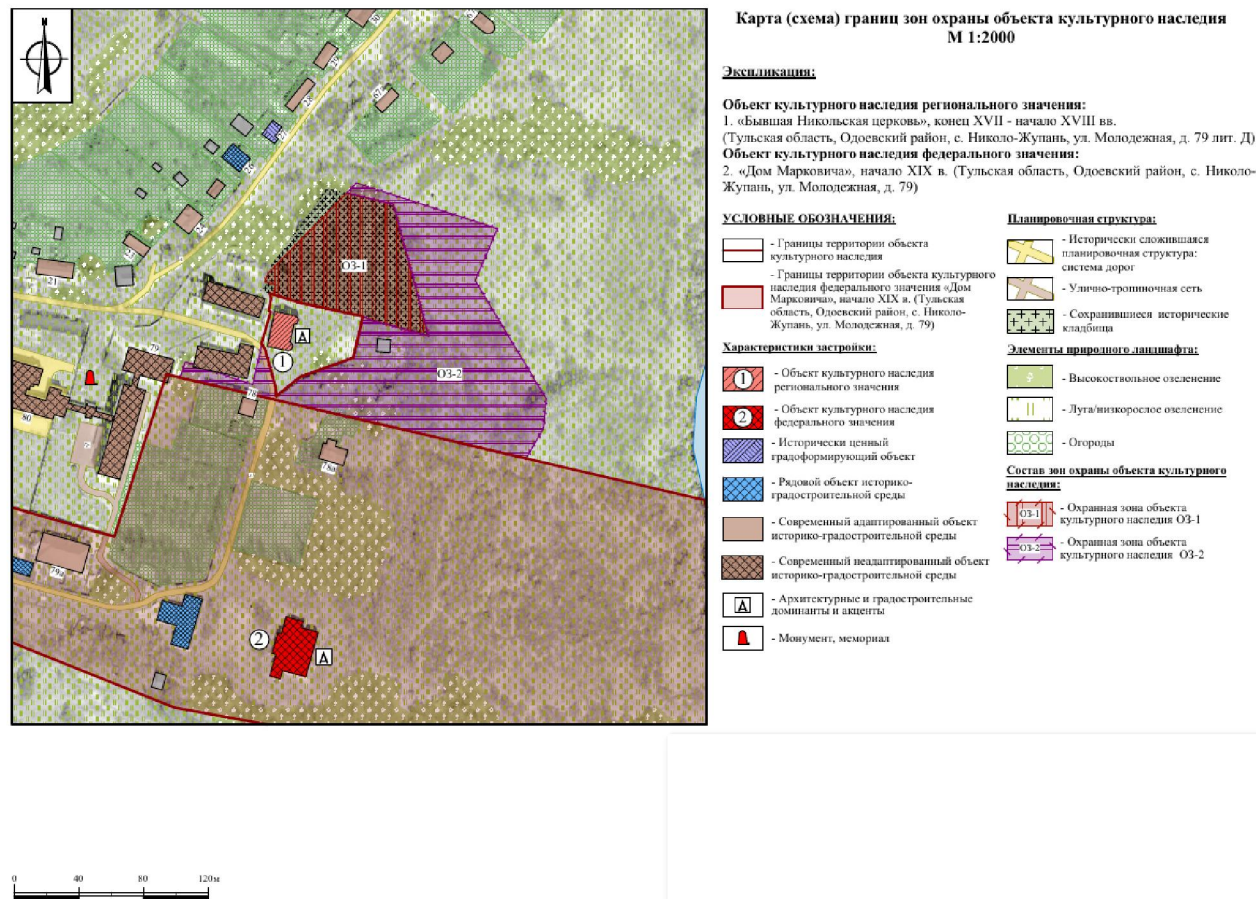 Карта (схема) границ зон охраны объекта культурного наследия
М 1:2000
Экспликация:
Объект культурного наследия регионального значения:
1. «Бывшая Никольская церковь», конец XVII - начало XVIII вв.
(Тульская область, Одоевский район, с. Николо-Жупань, ул. Молодежная, д. 79 лит. Д)
Объект культурного наследия федерального значения:
2. «Дом Марковича», начало XIX в. (Тульская область, Одоевский район, с. Николо-
Жупань, ул. Молодежная, д. 79)
УСЛОВНЫЕ ОБОЗНАЧЕНИЯ:
- Границы территории объекта
культурного наследия
- Границы территории объекта культурного
наследия федерального значения «Дом
Марковича», начало XIX в. (Тульская
область, Одоевский район, с. Николо-
Жупань, ул. Молодежная, д. 79)
Характеристики застройки:
1
- Объект культурного наследия
регионального значения
2
- Объект культурного наследия
федерального значения
- Исторически ценный
градоформирующий объект
- Рядовой объект историко-
градостроительной среды
- Современный адаптированный объект
историко-градостроительной среды
- Современный неадаптированный объект
историко-градостроительной среды
А
- Архитектурные и градостроительные
доминанты и акценты
- Монумент, мемориал
Планировочная структура:
- Исторически сложившаяся
планировочная структура:
система дорог
- Улично-тропиночная сеть
- Сохранившиеся исторические
кладбища
Элементы природного ландшафта:
- Высокоствольное озеленение
- Луга/низкорослое озеленение
- Огороды
Состав зон охраны объекта культурного
наследия:
ОЗ-1
- Охранная зона объекта
культурного наследия ОЗ-1
ОЗ-2
- Охранная зона объекта
культурного наследия ОЗ-2
30
29
28
67а
26
21
ОЗ-1
А
1
ОЗ-2
79
78
80
78а
79а
2
А
0 40 80 120м